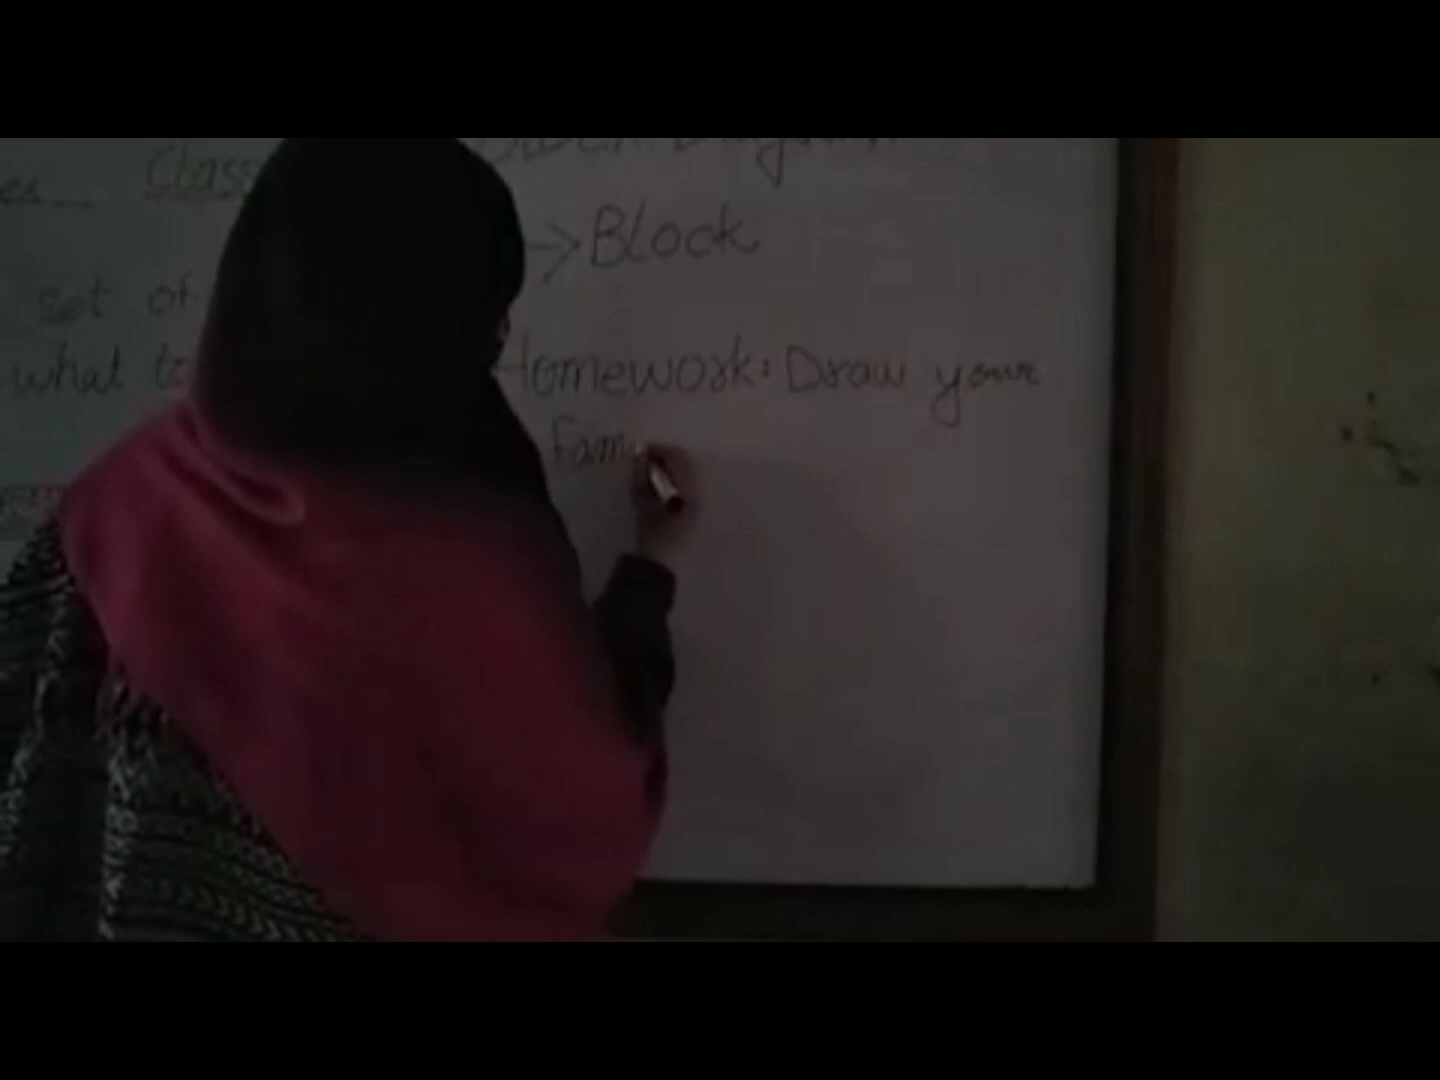 Class
Block
set of
what to
Homework: Draw your
Fam